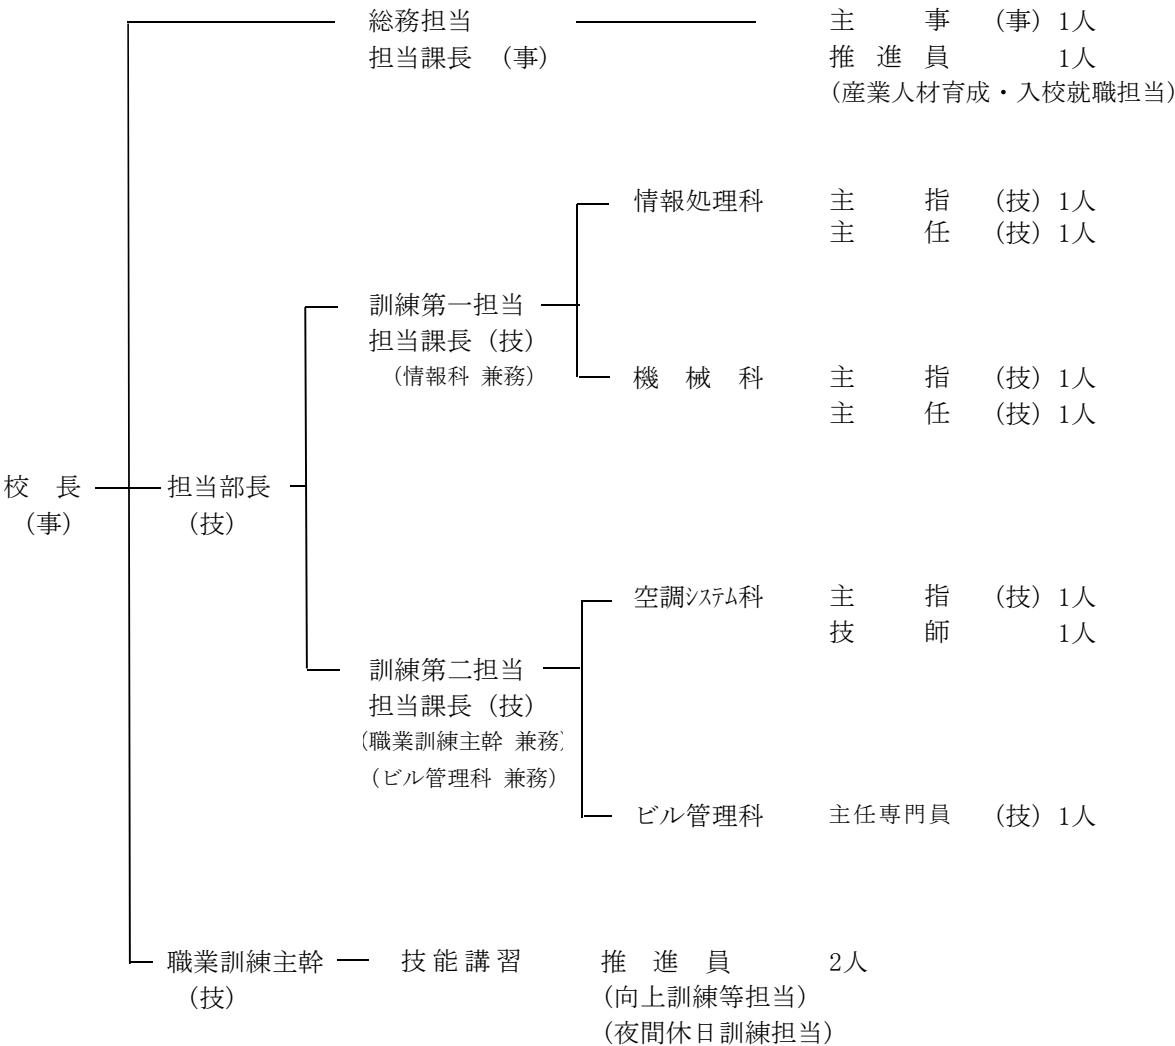 総務担当 主事 (事) 1人
担当課長 (事) 推進員 1人
(産業人材育成・入校就職担当)
情報処理科 主指 (技) 1人
主任 (技) 1人
訓練第一担当
担当課長 (技)
(情報科 兼務)
機械科 主指 (技) 1人
主任 (技) 1人
校長 担当部長
(事) (技)
空調システム科 主指 (技) 1人
技師 1人
訓練第二担当
担当課長 (技)
(職業訓練主幹 兼務)
(ビル管理科 兼務)
ビル管理科 主任専門員 (技) 1人
職業訓練主幹 技能講習 推進員 2人
(技) (向上訓練等担当)
(夜間休日訓練担当)